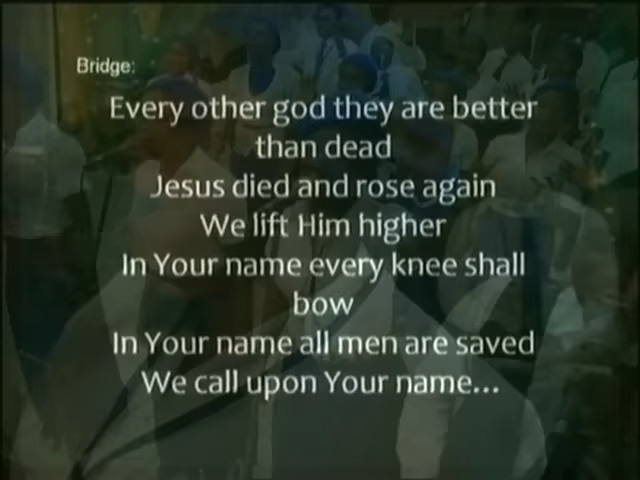 Bridge:
Every other god they are better
than dead
Jesus died and rose again
We lift Him higher
In Your name every knee shall
bow
In Your name all men are saved
We call upon Your name...